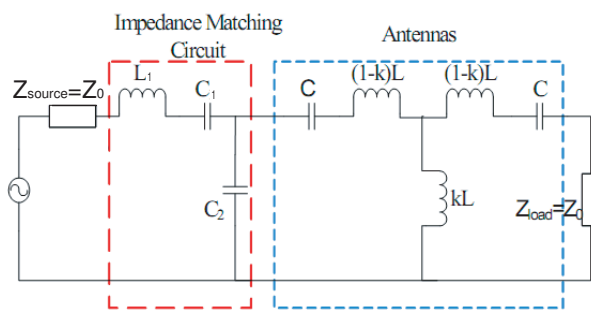 Impedance Matching
Circuit
Antennas
Zsource=Z0
L1
C1
C
(1-k)L
(1-k)L
C
C2
kL
Zload=Z0